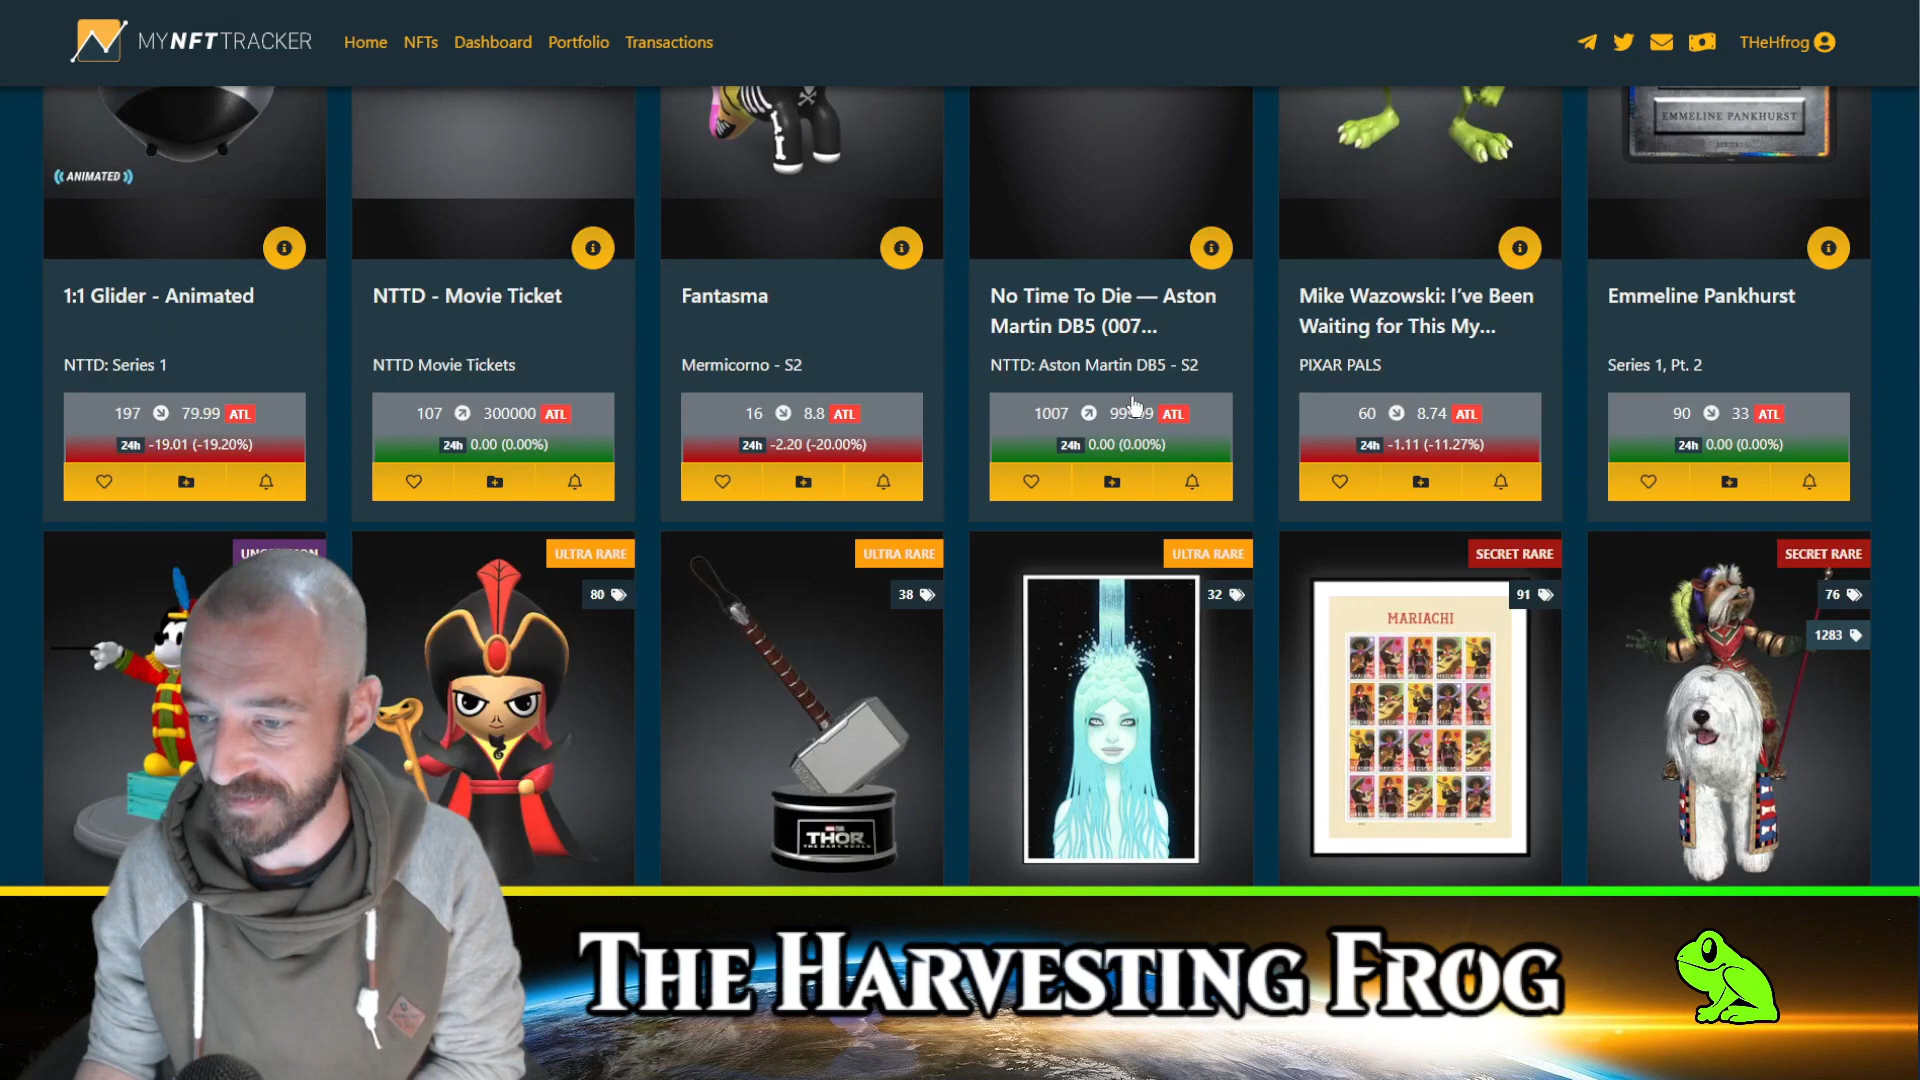 MYNFTTRACKER Home NFTs Dashboard Portfolio Transactions THeHfrog
ANIMATED
EMMELINE PANKHURST
1:1 Glider - Animated
NTTD: Series 1
197 79.99 ATL
24h -19.01 (-19.20%)
NTTD - Movie Ticket
NTTD Movie Tickets
107 300000 ATL
24h 0.00 (0.00%)
Fantasma
Mermicorno - S2
16 8.8 ATL
24h -2.20 (-20.00%)
No Time To Die — Aston
Martin DB5 (007...
NTTD: Aston Martin DB5 - S2
1007 ATL
24h 0.00 (0.00%)
Mike Wazowski: I've Been
Waiting for This My...
PIXAR PALS
60 8.74 ATL
24h -1.11 (-11.27%)
Emmeline Pankhurst
Series 1, Pt. 2
90 33 ATL
24h 0.00 (0.00%)
ULTRA RARE
80
ULTRA RARE
38
THOR
THE DARK WORLD
ULTRA RARE
32
SECRET RARE
91
MARIACHI
SECRET RARE
76
1283
THE HARVESTING FROG